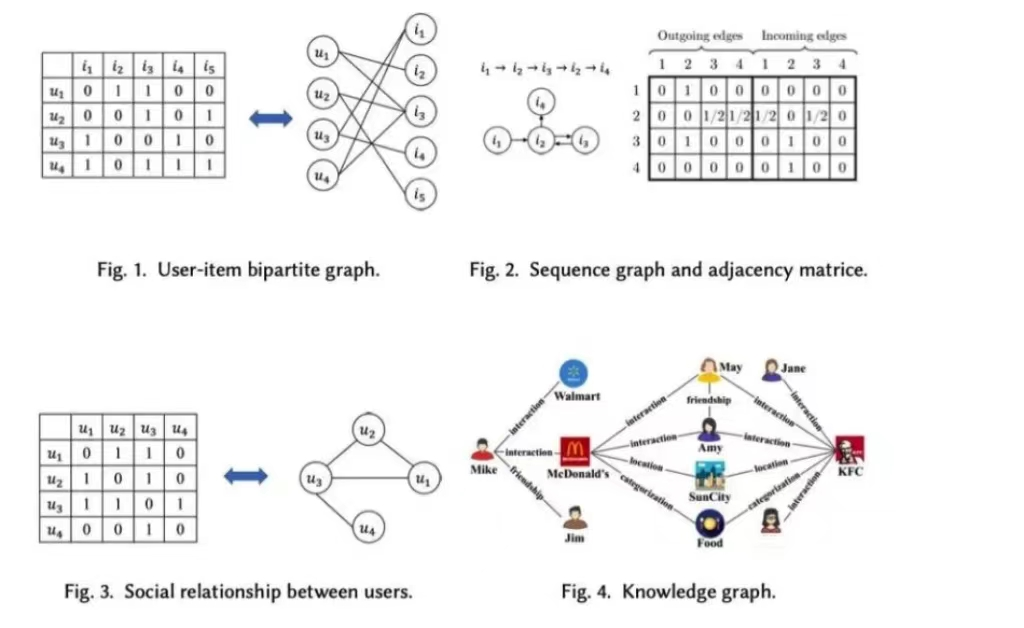 i₁ i₂ i₃ i₄ i₅
u₁ 0 1 1 0 0
u₂ 0 0 1 0 1
u₃ 1 0 0 1 0
u₄ 1 0 1 1 1
u₁
u₂
u₃
u₄
i₁
i₂
i₃
i₄
i₅
Fig. 1. User-item bipartite graph.
i₁ → i₂ → i₃ → i₂ → i₄
i₄
i₁ i₂ i₃
Outgoing edges Incoming edges
1 2 3 4 1 2 3 4
1 0 1 0 0 0 0 0 0
2 0 0 1/2 1/2 1/2 0 1/2 0
3 0 1 0 0 0 1 0 0
4 0 0 0 0 0 1 0 0
Fig. 2. Sequence graph and adjacency matrice.
u₁ u₂ u₃ u₄
u₁ 0 1 1 0
u₂ 1 0 1 0
u₃ 1 1 0 1
u₄ 0 0 1 0
u₂
u₃ u₁
u₄
Fig. 3. Social relationship between users.
Walmart
interaction
Mike
interaction
McDonald's
friendship
Jim
May
Jane
friendship
interaction
interaction
interaction
interaction
Amy
interaction
location
SunCity
location
categorization
Food
categorization
interaction
KFC
Fig. 4. Knowledge graph.